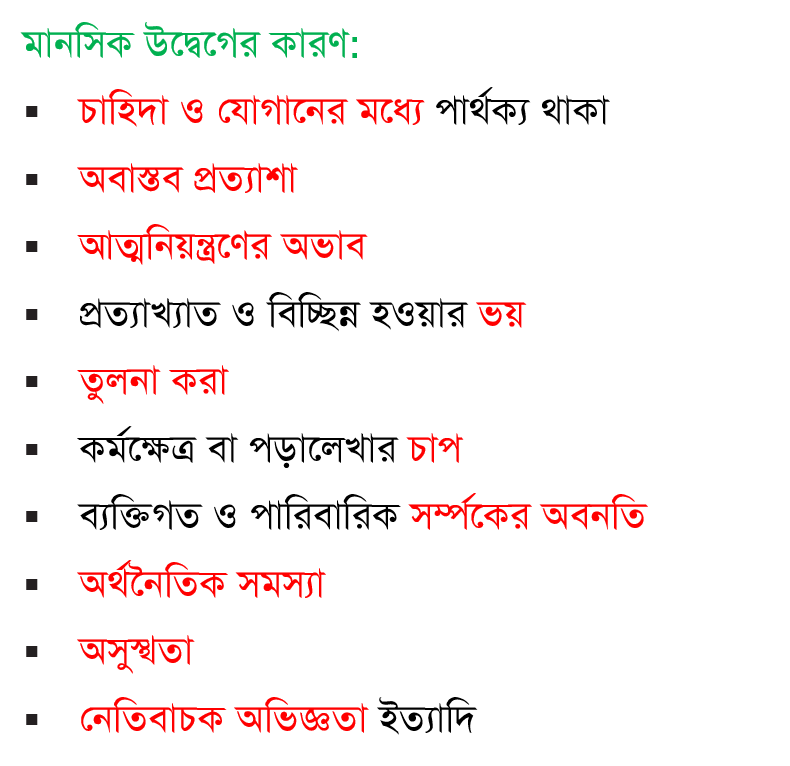 মানসিক উদ্বেগের কারণ:
▪ চাহিদা ও যোগানের মধ্যে পার্থক্য থাকা
▪ অবাস্তব প্রত্যাশা
▪ আত্মনিয়ন্ত্রণের অভাব
▪ প্রত্যাখ্যাত ও বিচ্ছিন্ন হওয়ার ভয়
▪ তুলনা করা
▪ কর্মক্ষেত্র বা পড়ালেখার চাপ
▪ ব্যক্তিগত ও পারিবারিক সর্ম্পকের অবনতি
▪ অর্থনৈতিক সমস্যা
▪ অসুস্থতা
▪ নেতিবাচক অভিজ্ঞতা ইত্যাদি